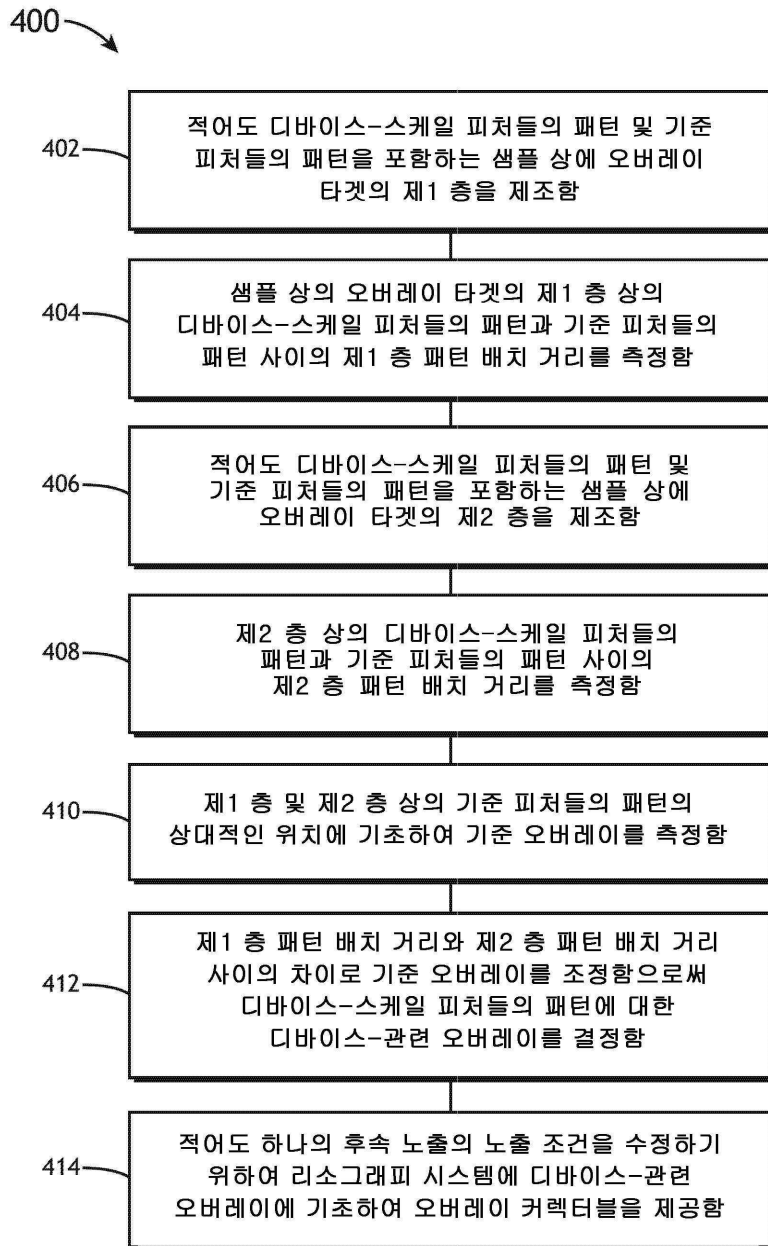 400
402
적어도 디바이스-스케일 피처들의 패턴 및 기준
피처들의 패턴을 포함하는 샘플 상에 오버레이
타겟의 제1 층을 제조함
404
샘플 상의 오버레이 타겟의 제1 층 상의
디바이스-스케일 피처들의 패턴과 기준 피처들의
패턴 사이의 제1 층 패턴 배치 거리를 측정함
406
적어도 디바이스-스케일 피처들의 패턴 및
기준 피처들의 패턴을 포함하는 샘플 상에
오버레이 타겟의 제2 층을 제조함
408
제2 층 상의 디바이스-스케일 피처들의
패턴과 기준 피처들의 패턴 사이의
제2 층 패턴 배치 거리를 측정함
410
제1 층 및 제2 층 상의 기준 피처들의 패턴의
상대적인 위치에 기초하여 기준 오버레이를 측정함
412
제1 층 패턴 배치 거리와 제2 층 패턴 배치 거리
사이의 차이로 기준 오버레이를 조정함으로써
디바이스-스케일 피처들의 패턴에 대한
디바이스-관련 오버레이를 결정함
414
적어도 하나의 후속 노출의 노출 조건을 수정하기
위하여 리소그래피 시스템에 디바이스-관련
오버레이에 기초하여 오버레이 커렉터블을 제공함